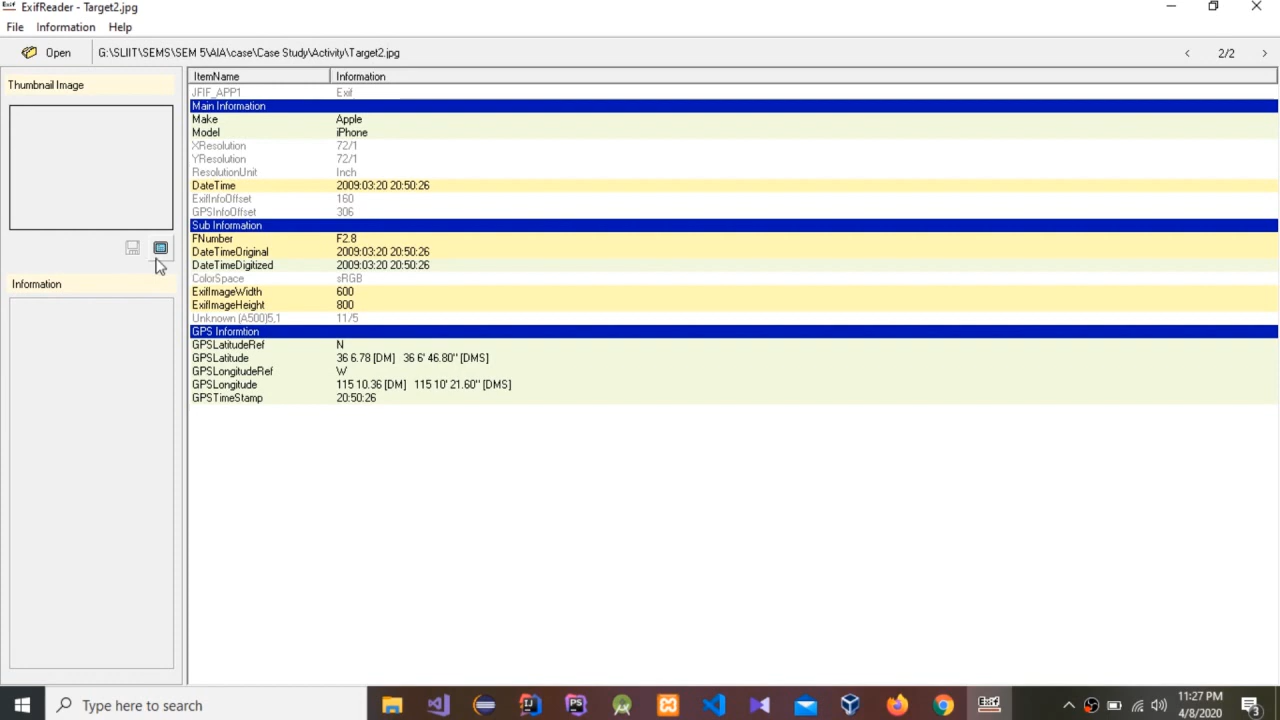 Exif ExifReader - Target2.jpg
File Information Help
Open G:\SLIIT\SEMS\SEM 5\AIA\case\Case Study\Activity\Target2.jpg 2/2
Thumbnail Image
Information
ItemName Information
JFIF_APP1 Exif
Main Information
Make Apple
Model iPhone
XResolution 72/1
YResolution 72/1
ResolutionUnit Inch
DateTime 2009:03:20 20:50:26
ExifInfoOffset 160
GPSInfoOffset 306
Sub Information
FNumber F2.8
DateTimeOriginal 2009:03:20 20:50:26
DateTimeDigitized 2009:03:20 20:50:26
ColorSpace sRGB
ExifImageWidth 600
ExifImageHeight 800
Unknown (A500)5,1 11/5
GPS Informtion
GPSLatitudeRef N
GPSLatitude 36 6.78 [DM] 36 6' 46.80" [DMS]
GPSLongitudeRef W
GPSLongitude 115 10.36 [DM] 115 10' 21.60" [DMS]
GPSTimeStamp 20:50:26
Type here to search
PS
Exif
11:27 PM
4/8/2020
3